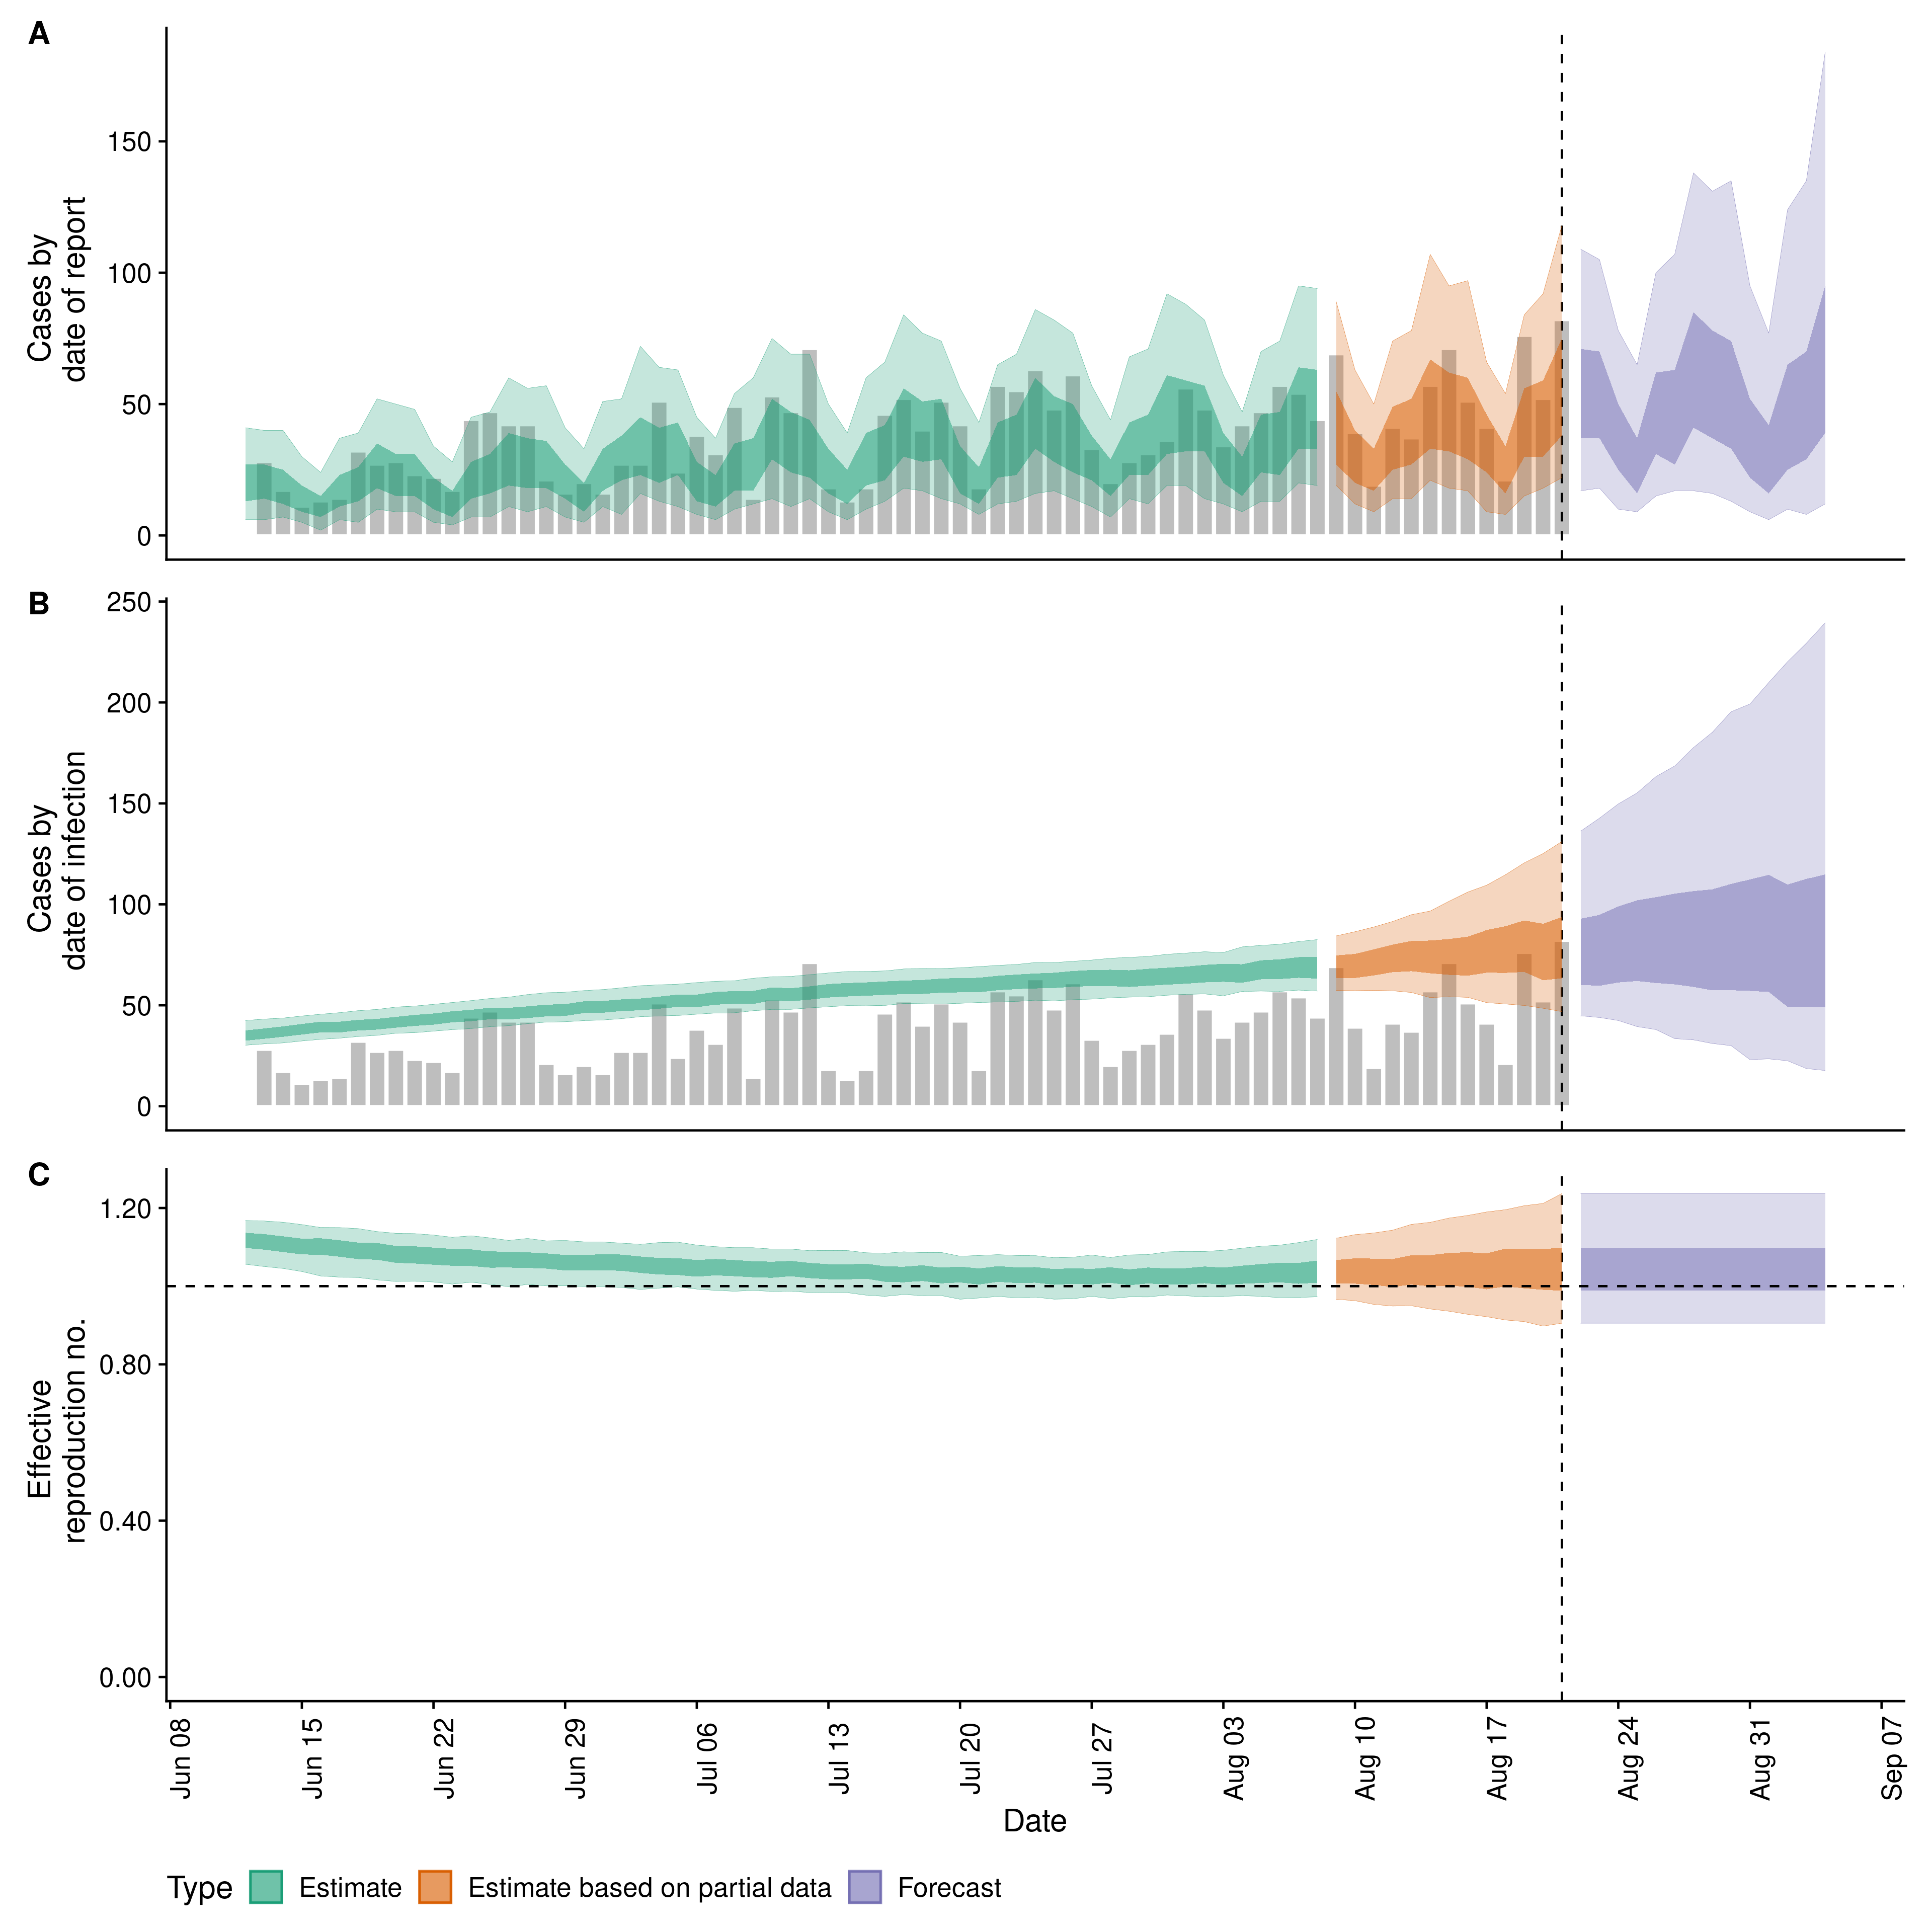 A
Cases by
date of report
150
100
50
0
B
Cases by
date of infection
250
200
150
100
50
0
C
Effective
reproduction no.
1.20
0.80
0.40
0.00
Jun 08
Jun 15
Jun 22
Jun 29
Jul 06
Jul 13
Jul 20
Jul 27
Aug 03
Aug 10
Aug 17
Aug 24
Aug 31
Sep 07
Date
Type Estimate Estimate based on partial data Forecast